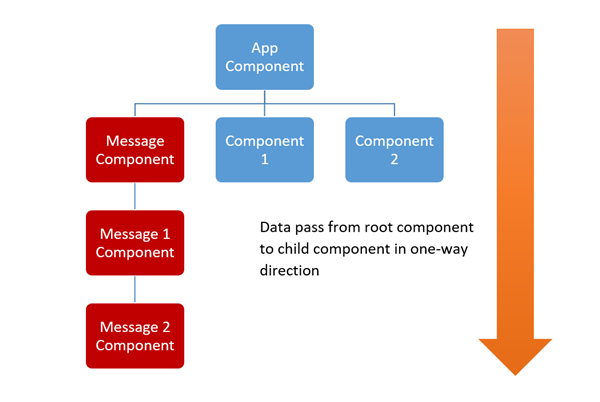 App
Component
Message
Component
Component
1
Component
2
Message 1
Component
Data pass from root component
to child component in one-way
direction
Message 2
Component